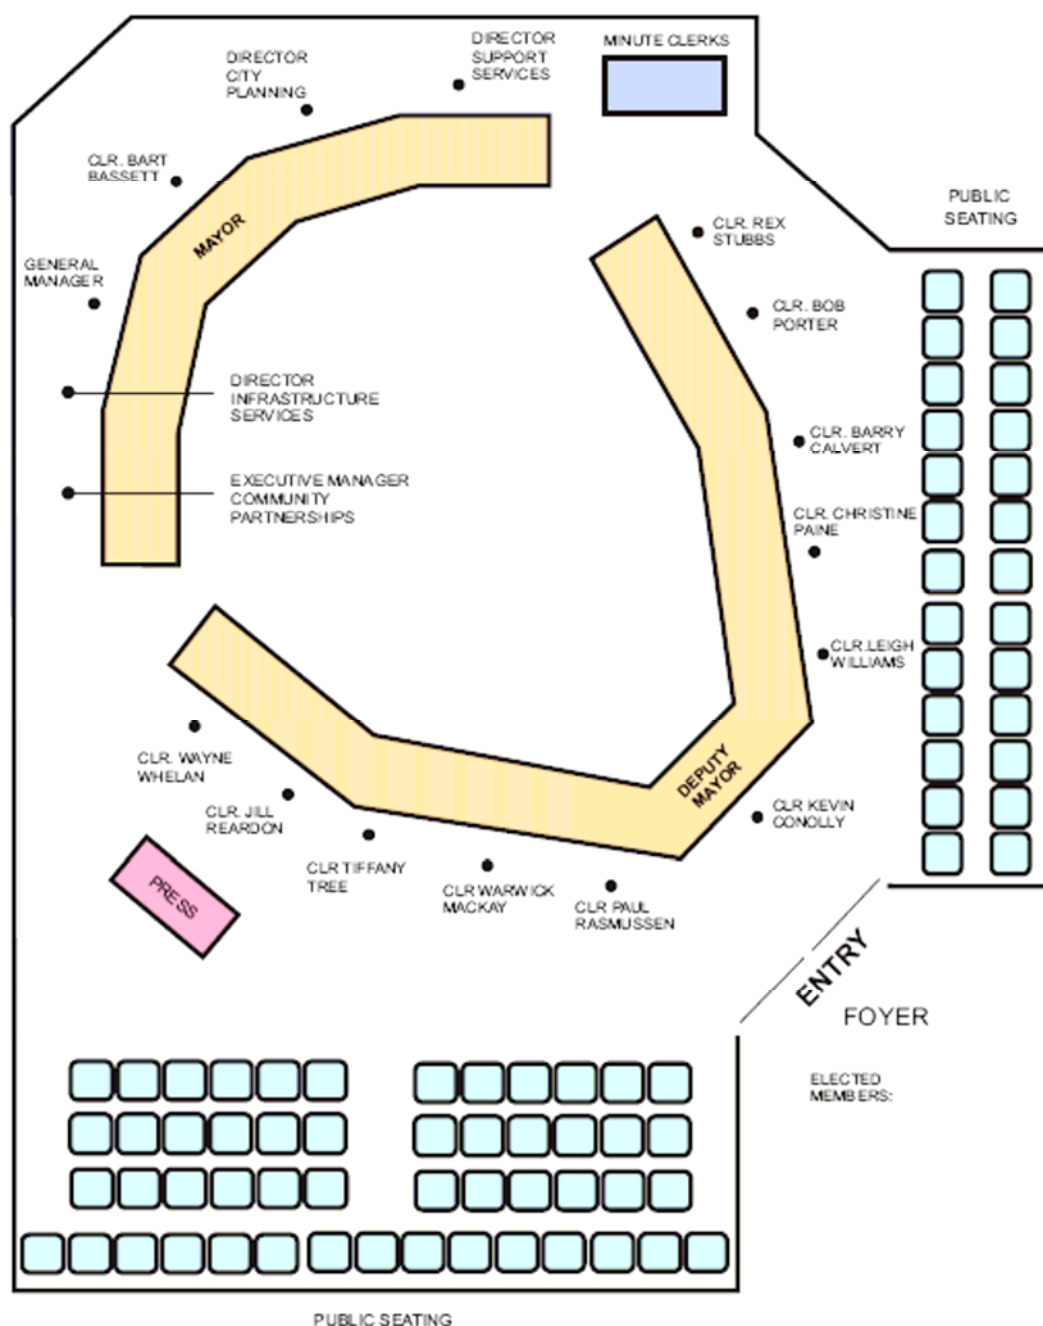 DIRECTOR
SUPPORT
SERVICES
MINUTE CLERKS
DIRECTOR
CITY
PLANNING
CLR. BART
BASSETT
MAYOR
PUBLIC
SEATING
CLR. REX
STUBBS
GENERAL
MANAGER
CLR. BOB
PORTER
DIRECTOR
INFRASTRUCTURE
SERVICES
CLR. BARRY
CALVERT
EXECUTIVE MANAGER
COMMUNITY
PARTNERSHIPS
CLR. CHRISTINE
PAINE
CLR.LEIGH
WILLIAMS
CLR. WAYNE
WHELAN
DEPUTY
MAYOR
CLR. JILL
REARDON
CLR KEVIN
CONOLLY
CLR TIFFANY
TREE
CLR WARWICK
MACKAY
CLR PAUL
RASMUSSEN
PRESS
ENTRY
FOYER
ELECTED
MEMBERS:
PUBLIC SEATING